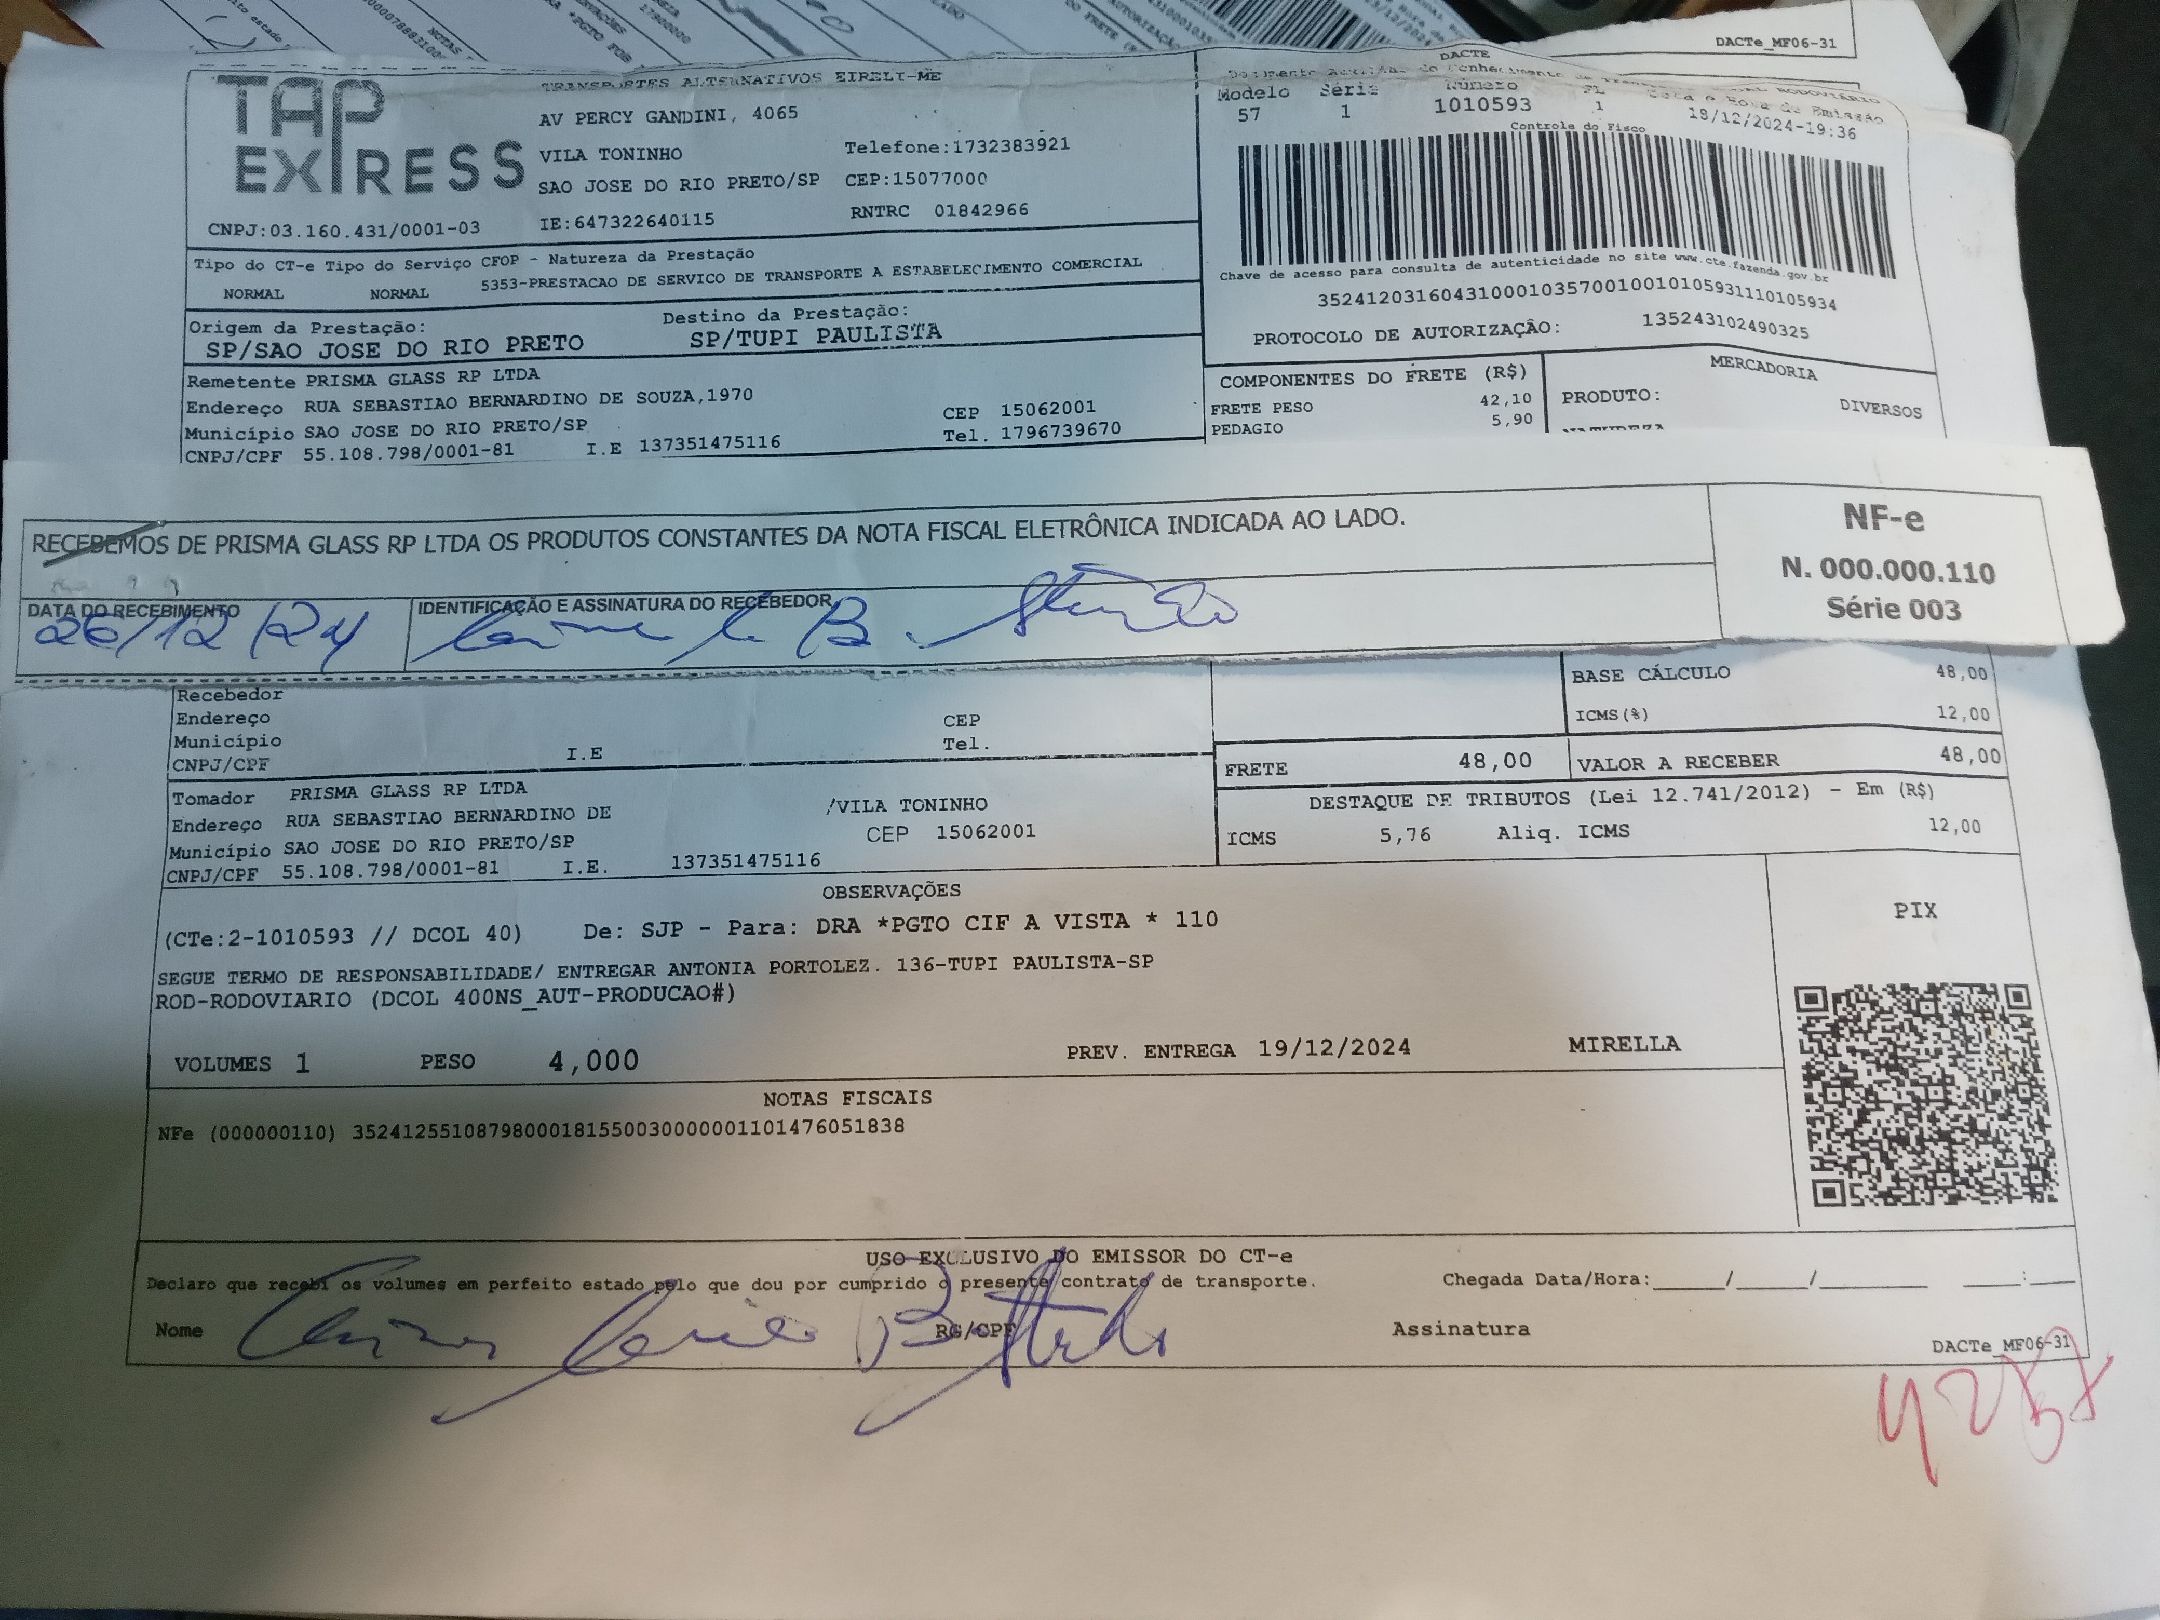 DACTe_MF06-31
TAP EXPRESS
TRANSPORTES ALTERNATIVOS EIRELI-ME
AV PERCY GANDINI, 4065
VILA TONINHO Telefone:1732383921
SAO JOSE DO RIO PRETO/SP CEP:15077000
CNPJ:03.160.431/0001-03 IE:647322640115 RNTRC 01842966
DACTE
Modelo Série Número FL
57 1 1010593 1 18/12/2024-19:36
Controle do Fisco
Chave de acesso para consulta de autenticidade no site www.cte.fazenda.gov.br
35241203160431000103570010010105931110105934
PROTOCOLO DE AUTORIZAÇÃO: 135243102490325
Tipo do CT-e Tipo do Serviço CFOP - Natureza da Prestação
NORMAL NORMAL 5353-PRESTACAO DE SERVICO DE TRANSPORTE A ESTABELECIMENTO COMERCIAL
Origem da Prestação: Destino da Prestação:
SP/SAO JOSE DO RIO PRETO SP/TUPI PAULISTA
Remetente PRISMA GLASS RP LTDA
Endereço RUA SEBASTIAO BERNARDINO DE SOUZA,1970
Município SAO JOSE DO RIO PRETO/SP CEP 15062001
CNPJ/CPF 55.108.798/0001-81 I.E 137351475116 Tel. 1796739670
COMPONENTES DO FRETE (R$)
FRETE PESO 42,10
PEDAGIO 5,90
MERCADORIA
PRODUTO: DIVERSOS
RECEBEMOS DE PRISMA GLASS RP LTDA OS PRODUTOS CONSTANTES DA NOTA FISCAL ELETRÔNICA INDICADA AO LADO.
DATA DO RECEBIMENTO IDENTIFICAÇÃO E ASSINATURA DO RECEBEDOR
26/12/24
NF-e
N. 000.000.110
Série 003
Recebedor
Endereço CEP
Município Tel.
CNPJ/CPF I.E
BASE CÁLCULO 48,00
ICMS(%) 12,00
FRETE 48,00 VALOR A RECEBER 48,00
Tomador PRISMA GLASS RP LTDA
Endereço RUA SEBASTIAO BERNARDINO DE /VILA TONINHO
Município SAO JOSE DO RIO PRETO/SP CEP 15062001
CNPJ/CPF 55.108.798/0001-81 I.E. 137351475116
DESTAQUE DE TRIBUTOS (Lei 12.741/2012) - Em (R$)
ICMS 5,76 Aliq. ICMS 12,00
OBSERVAÇÕES
(CTe:2-1010593 // DCOL 40) De: SJP - Para: DRA *PGTO CIF A VISTA * 110
SEGUE TERMO DE RESPONSABILIDADE/ ENTREGAR ANTONIA PORTOLEZ. 136-TUPI PAULISTA-SP
ROD-RODOVIARIO (DCOL 400NS_AUT-PRODUCAO#)
VOLUMES 1 PESO 4,000 PREV. ENTREGA 19/12/2024 MIRELLA
PIX
NOTAS FISCAIS
NFe (000000110) 35241255108798000181550030000001101476051838
USO EXCLUSIVO DO EMISSOR DO CT-e
Declaro que recebi os volumes em perfeito estado pelo que dou por cumprido o presente contrato de transporte. Chegada Data/Hora:____/____/______ ___:___
Nome RG/CPF Assinatura
DACTe_MF06-31